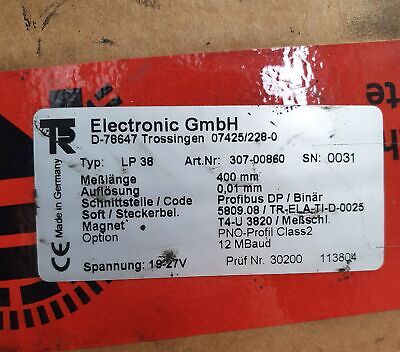 TR
Electronic GmbH
D-78647 Trossingen 07425/228-0
Made in Germany
Typ: LP 38 Art.Nr: 307-00860 SN: 0031
Meßlänge 400 mm
Auflösung 0,01 mm
Schnittstelle / Code Profibus DP / Binär
Soft / Steckerbel. 5809.08 / TR-ELA-TI-D-0025
Magnet T4-U 3820 / Meßschl.
Option PNO-Profil Class2
12 MBaud
CE
Spannung: 19-27V Prüf Nr. 30200 113804